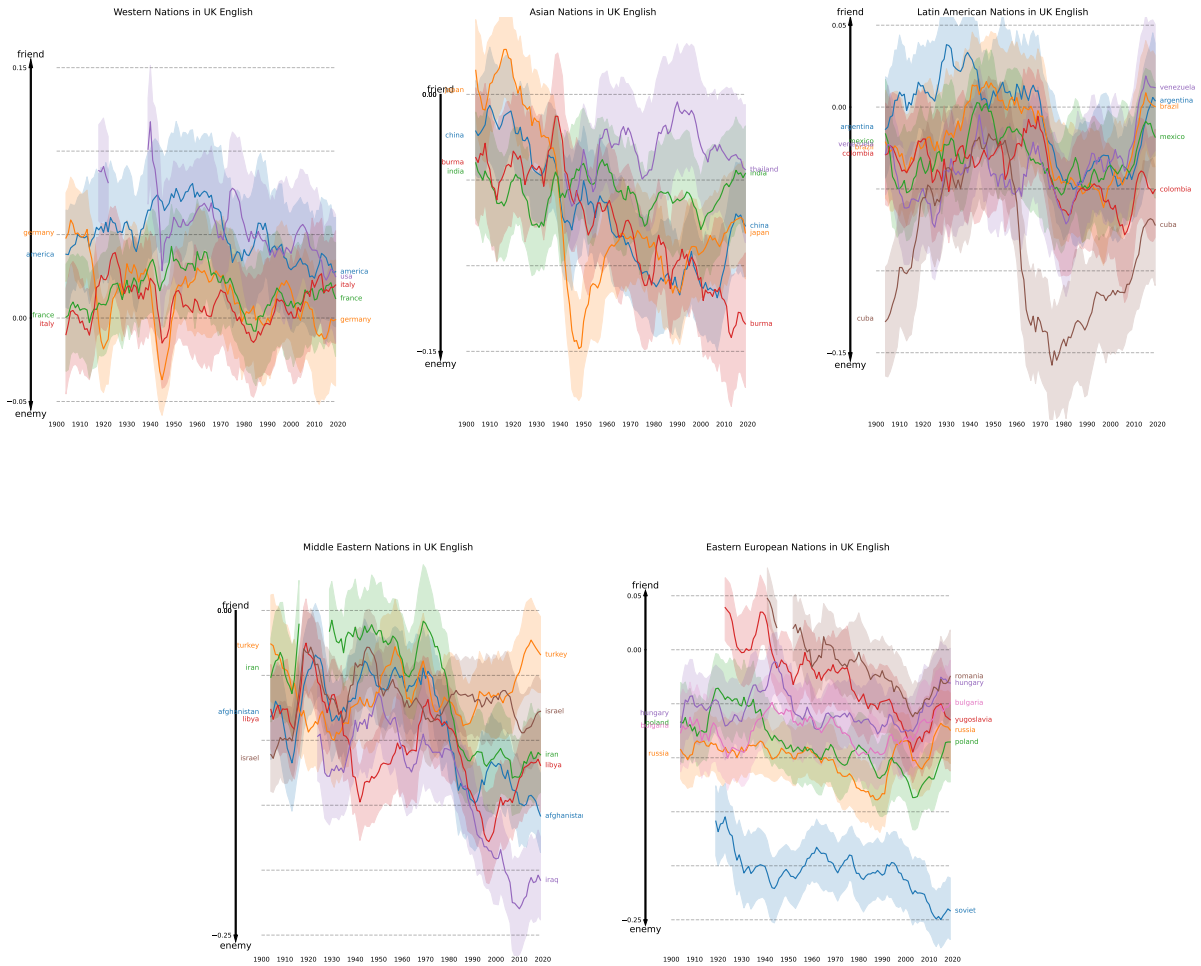 Western Nations in UK English
friend
0.15
germany
america
france
italy
0.00
−0.05
enemy
america
usa
italy
france
germany
1900 1910 1920 1930 1940 1950 1960 1970 1980 1990 2000 2010 2020
Asian Nations in UK English
friend
0.00
china
burma
india
−0.15
enemy
thailand
india
china
japan
burma
1900 1910 1920 1930 1940 1950 1960 1970 1980 1990 2000 2010 2020
Latin American Nations in UK English
friend
0.05
0.00
argentina
mexico
colombia
cuba
−0.15
enemy
venezuela
argentina
brazil
mexico
colombia
cuba
1900 1910 1920 1930 1940 1950 1960 1970 1980 1990 2000 2010 2020
Middle Eastern Nations in UK English
friend
0.00
turkey
iran
afghanistan
libya
israel
−0.25
enemy
turkey
israel
iran
libya
afghanistan
iraq
1900 1910 1920 1930 1940 1950 1960 1970 1980 1990 2000 2010 2020
Eastern European Nations in UK English
friend
0.05
0.00
hungary
poland
russia
−0.25
enemy
romania
hungary
bulgaria
yugoslavia
russia
poland
soviet
1900 1910 1920 1930 1940 1950 1960 1970 1980 1990 2000 2010 2020